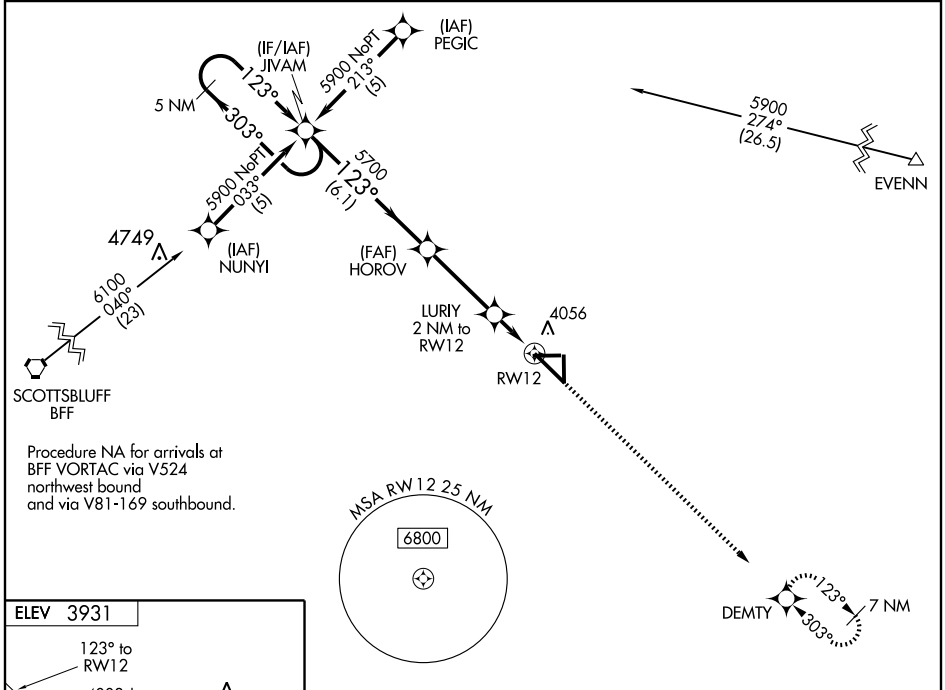 (IAF)
PEGIC
(IF/IAF)
JIVAM
5900 NoPT
213°
(5)
123°
5 NM
303°
5900 NoPT
033°
(5)
5700
123°
(6.1)
5900
274°
(26.5)
EVENN
4749
(IAF)
NUNYI
(FAF)
HOROV
6100
040°
(23)
LURIY
2 NM to
RW12
4056
RW12
SCOTTSBLUFF
BFF
Procedure NA for arrivals at
BFF VORTAC via V524
northwest bound
and via V81-169 southbound.
MSA RW12 25 NM
6800
DEMTY
123°
303°
7 NM
ELEV 3931
123° to
RW12